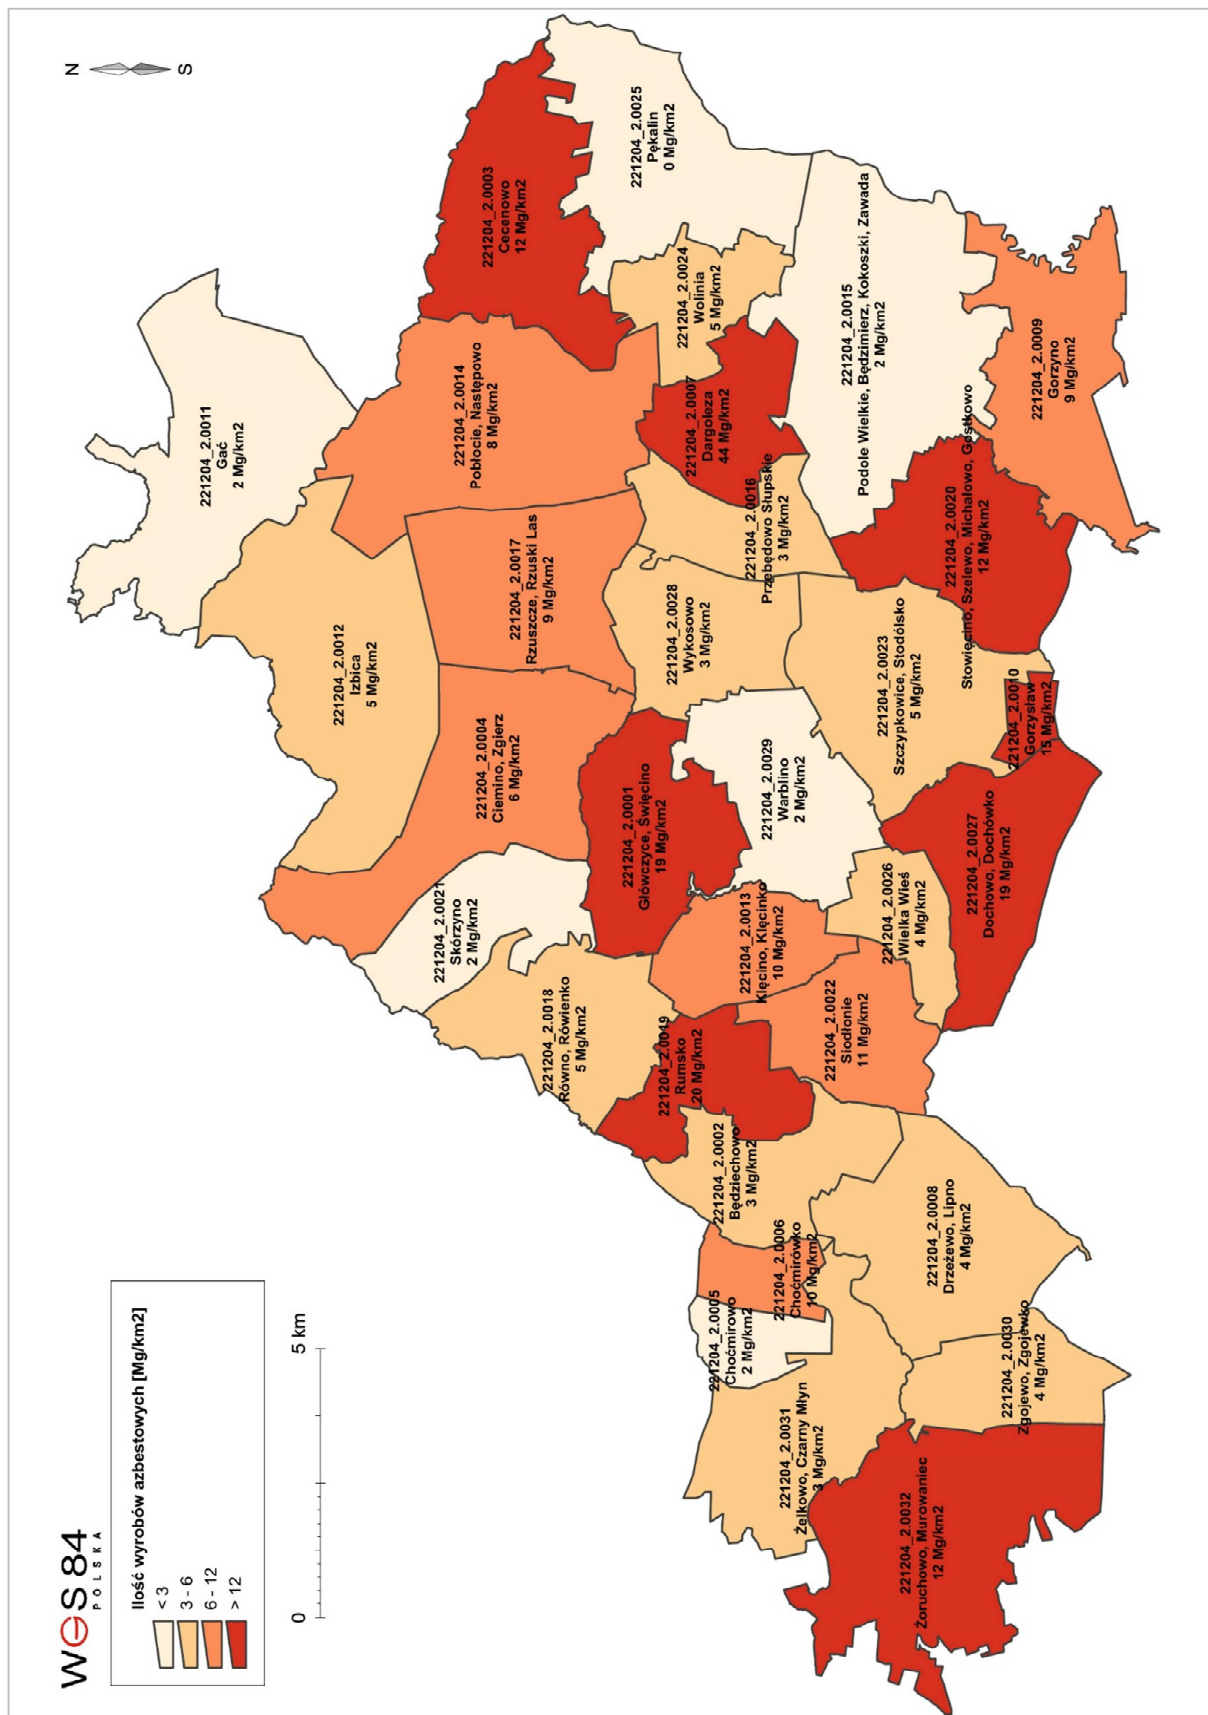 WGS84
POLSKA
Ilość wyrobów azbestowych [Mg/km2]
< 3
3 - 6
6 - 12
> 12
0
5 km
N
S
221204_2.0011
Gać
2 Mg/km2
221204_2.0003
Cecenowo
12 Mg/km2
221204_2.0025
Pękalin
0 Mg/km2
221204_2.0012
Izbica
5 Mg/km2
221204_2.0014
Pobłocie, Następowo
8 Mg/km2
221204_2.0024
Wolinia
5 Mg/km2
221204_2.0004
Ciemino, Zgierz
6 Mg/km2
221204_2.0017
Rzuszcze, Rzuski Las
9 Mg/km2
221204_2.0007
Dargoleza
44 Mg/km2
221204_2.0021
Skórzyno
2 Mg/km2
221204_2.0001
Główczyce, Święcino
19 Mg/km2
221204_2.0028
Wykosowo
3 Mg/km2
221204_2.0016
Przebędowo Słupskie
3 Mg/km2
221204_2.0015
Podole Wielkie, Będzimierz, Kokoszki, Zawada
2 Mg/km2
221204_2.0018
Równo, Rówienko
5 Mg/km2
221204_2.0019
Rumsko
20 Mg/km2
221204_2.0013
Klęcino, Klęcinko
10 Mg/km2
221204_2.0029
Warblino
2 Mg/km2
221204_2.0002
Będziechowo
3 Mg/km2
221204_2.0022
Siodłonie
11 Mg/km2
221204_2.0026
Wielka Wieś
4 Mg/km2
221204_2.0023
Szczypkowice, Stodólsko
5 Mg/km2
221204_2.0020
Stowięcino, Szelewo, Michałowo, Gostkowo
12 Mg/km2
221204_2.0009
Gorzyno
9 Mg/km2
221204_2.0005
Choćmirowo
2 Mg/km2
221204_2.0006
Choćmirówko
10 Mg/km2
221204_2.0008
Drzeżewo, Lipno
4 Mg/km2
221204_2.0027
Dochowo, Dochówko
19 Mg/km2
221204_2.0010
Gorzysław
15 Mg/km2
221204_2.0031
Żelkowo, Czarny Młyn
3 Mg/km2
221204_2.0030
Zgojewo, Zgojewko
4 Mg/km2
221204_2.0032
Żoruchowo, Murowaniec
12 Mg/km2